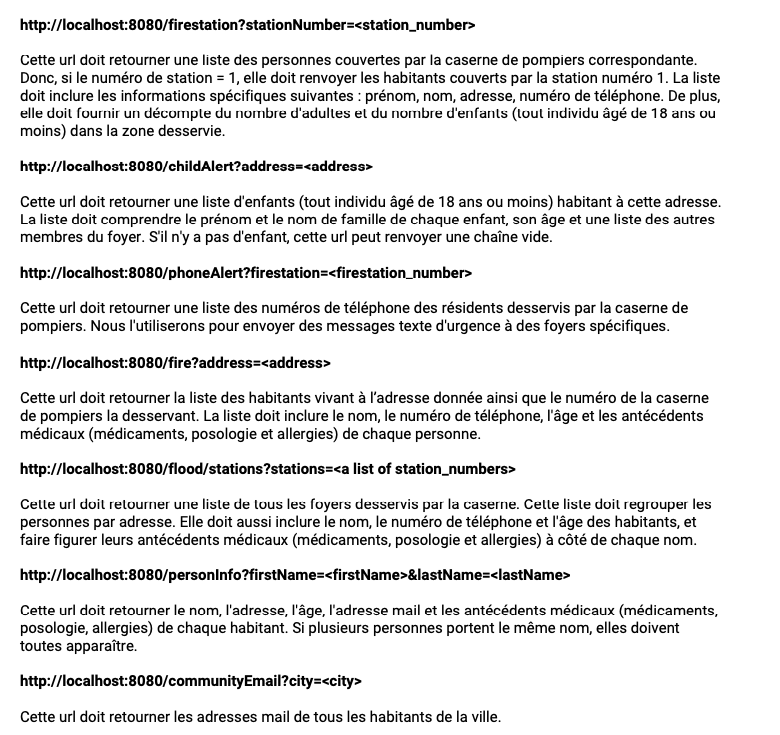 http://localhost:8080/firestation?stationNumber=<station_number>
Cette url doit retourner une liste des personnes couvertes par la caserne de pompiers correspondante.
Donc, si le numéro de station = 1, elle doit renvoyer les habitants couverts par la station numéro 1. La liste
doit inclure les informations spécifiques suivantes : prénom, nom, adresse, numéro de téléphone. De plus,
elle doit fournir un décompte du nombre d'adultes et du nombre d'enfants (tout individu âgé de 18 ans ou
moins) dans la zone desservie.
http://localhost:8080/childAlert?address=<address>
Cette url doit retourner une liste d'enfants (tout individu âgé de 18 ans ou moins) habitant à cette adresse.
La liste doit comprendre le prénom et le nom de famille de chaque enfant, son âge et une liste des autres
membres du foyer. S'il n'y a pas d'enfant, cette url peut renvoyer une chaîne vide.
http://localhost:8080/phoneAlert?firestation=<firestation_number>
Cette url doit retourner une liste des numéros de téléphone des résidents desservis par la caserne de
pompiers. Nous l'utiliserons pour envoyer des messages texte d'urgence à des foyers spécifiques.
http://localhost:8080/fire?address=<address>
Cette url doit retourner la liste des habitants vivant à l’adresse donnée ainsi que le numéro de la caserne
de pompiers la desservant. La liste doit inclure le nom, le numéro de téléphone, l'âge et les antécédents
médicaux (médicaments, posologie et allergies) de chaque personne.
http://localhost:8080/flood/stations?stations=<a list of station_numbers>
Cette url doit retourner une liste de tous les foyers desservis par la caserne. Cette liste doit regrouper les
personnes par adresse. Elle doit aussi inclure le nom, le numéro de téléphone et l'âge des habitants, et
faire figurer leurs antécédents médicaux (médicaments, posologie et allergies) à côté de chaque nom.
http://localhost:8080/personInfo?firstName=<firstName>&lastName=<lastName>
Cette url doit retourner le nom, l'adresse, l'âge, l'adresse mail et les antécédents médicaux (médicaments,
posologie, allergies) de chaque habitant. Si plusieurs personnes portent le même nom, elles doivent
toutes apparaître.
http://localhost:8080/communityEmail?city=<city>
Cette url doit retourner les adresses mail de tous les habitants de la ville.